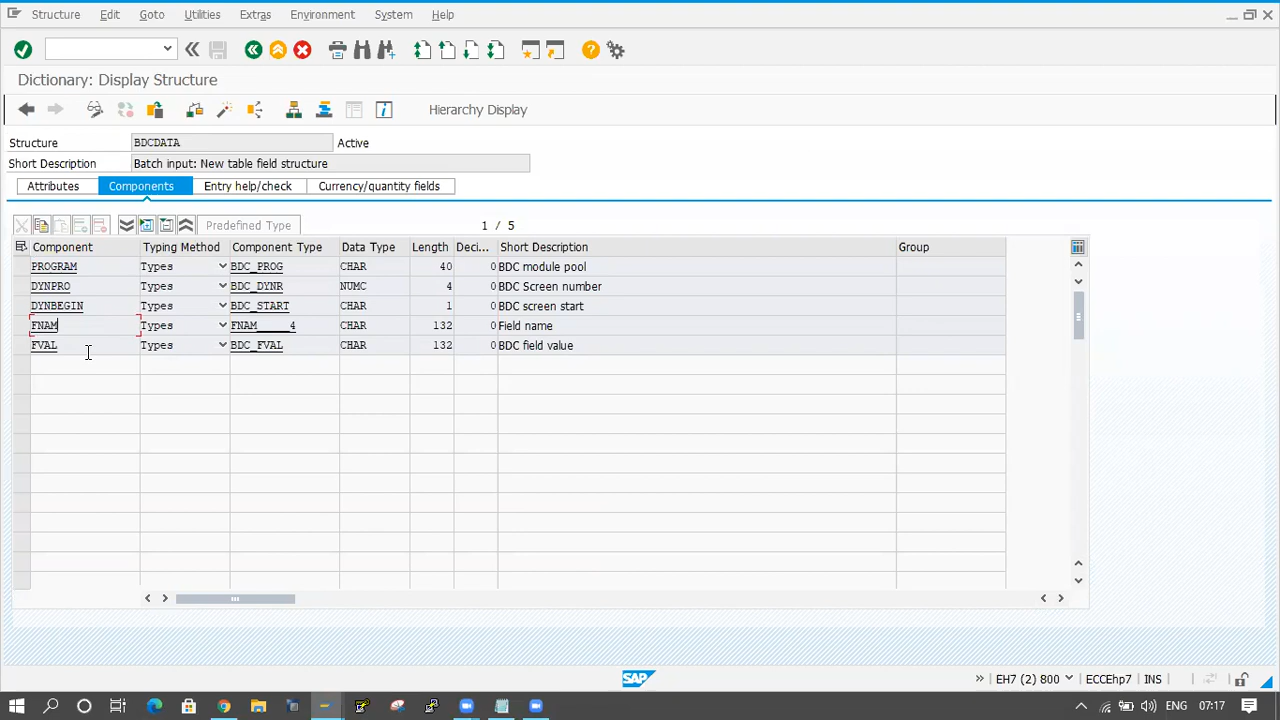 Structure Edit Goto Utilities Extras Environment System Help
Dictionary: Display Structure
Hierarchy Display
Structure BDCDATA Active
Short Description Batch input: New table field structure
Attributes Components Entry help/check Currency/quantity fields
Predefined Type 1 / 5
Component Typing Method Component Type Data Type Length Deci... Short Description Group
PROGRAM Types BDC_PROG CHAR 40 0 BDC module pool
DYNPRO Types BDC_DYNR NUMC 4 0 BDC Screen number
DYNBEGIN Types BDC_START CHAR 1 0 BDC screen start
FNAM Types FNAM_____4 CHAR 132 0 Field name
FVAL Types BDC_FVAL CHAR 132 0 BDC field value
SAP
EH7 (2) 800 ECCEhp7 INS
ENG 07:17